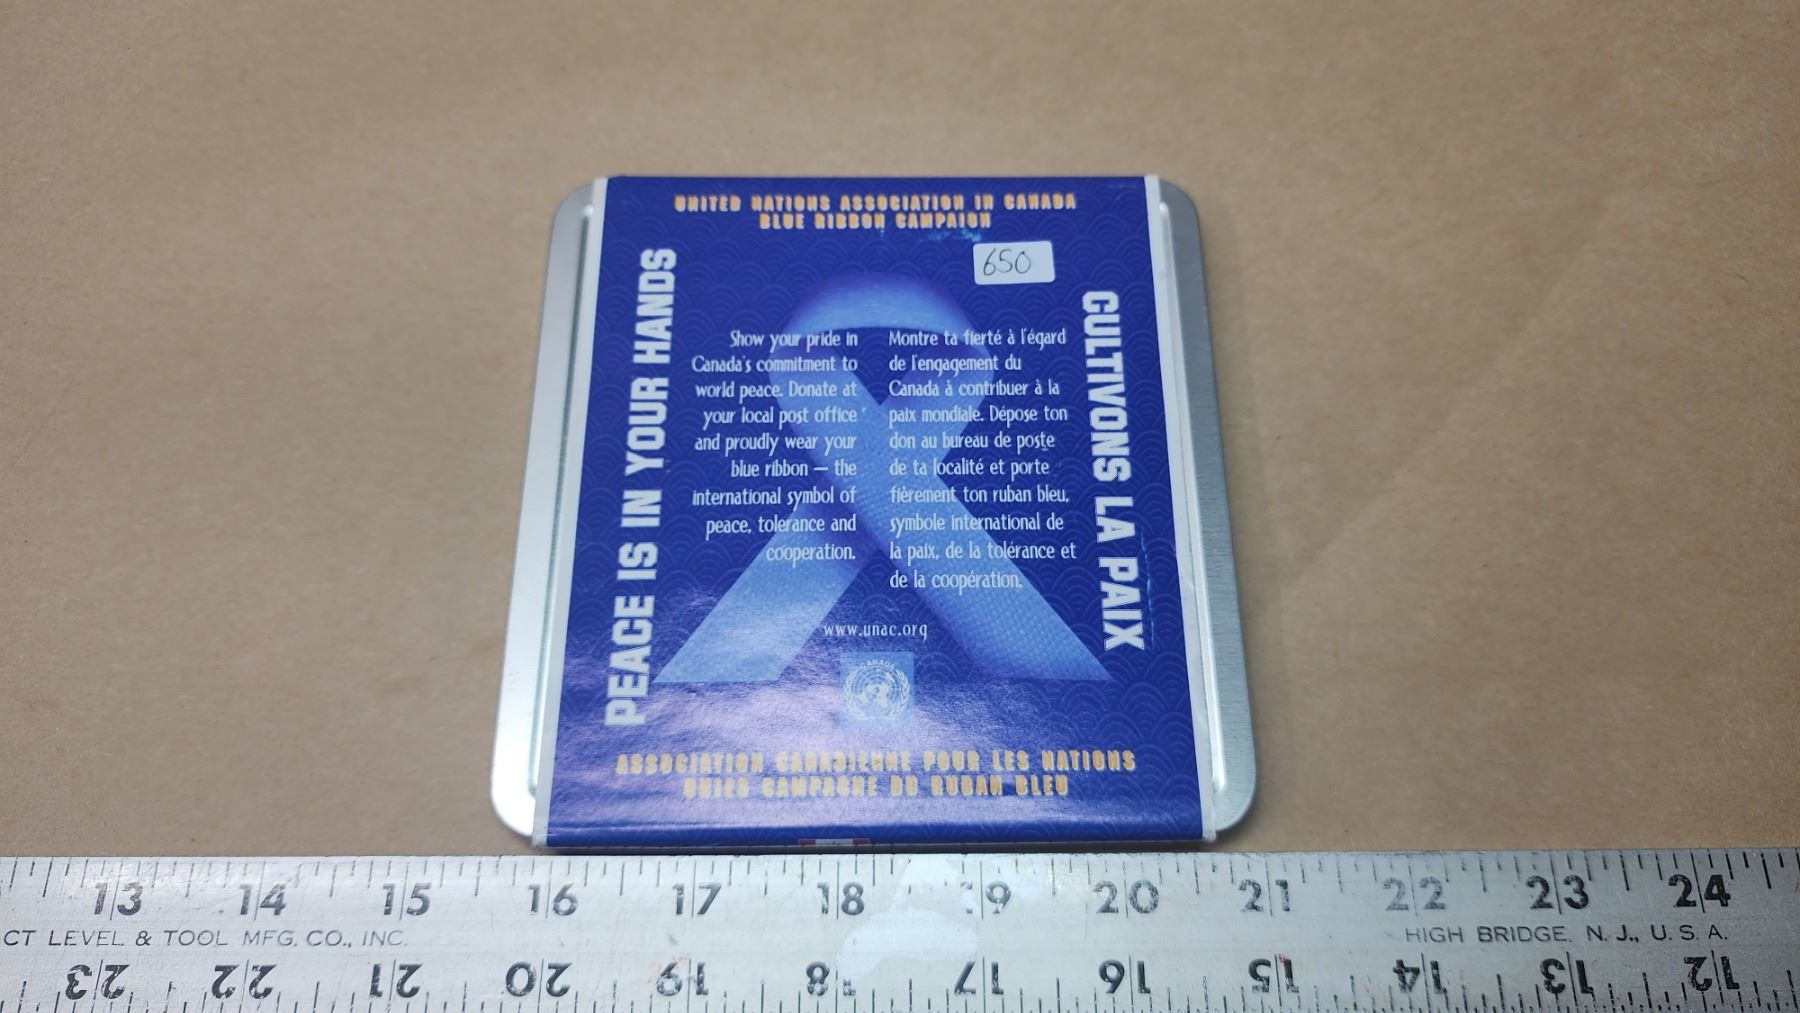 UNITED NATIONS ASSOCIATION IN CANADA
BLUE RIBBON CAMPAIGN
650
PEACE IS IN YOUR HANDS
Show your pride in
Canada's commitment to
world peace. Donate at
your local post office
and proudly wear your
blue ribbon — the
international symbol of
peace, tolerance and
cooperation.
Montre ta fierté à l'égard
de l'engagement du
Canada à contribuer à la
paix mondiale. Dépose ton
don au bureau de poste
de ta localité et porte
fièrement ton ruban bleu,
symbole international de
la paix, de la tolérance et
de la coopération.
CULTIVONS LA PAIX
www.unac.org
CANADA
ASSOCIATION CANADIENNE POUR LES NATIONS
UNIES CAMPAGNE DU RUBAN BLEU
13 14 15 16 17 18 19 20 21 22 23 24
CT LEVEL & TOOL MFG. CO., INC. HIGH BRIDGE, N. J., U. S. A.
23 22 21 20 19 18 17 16 15 14 13 12